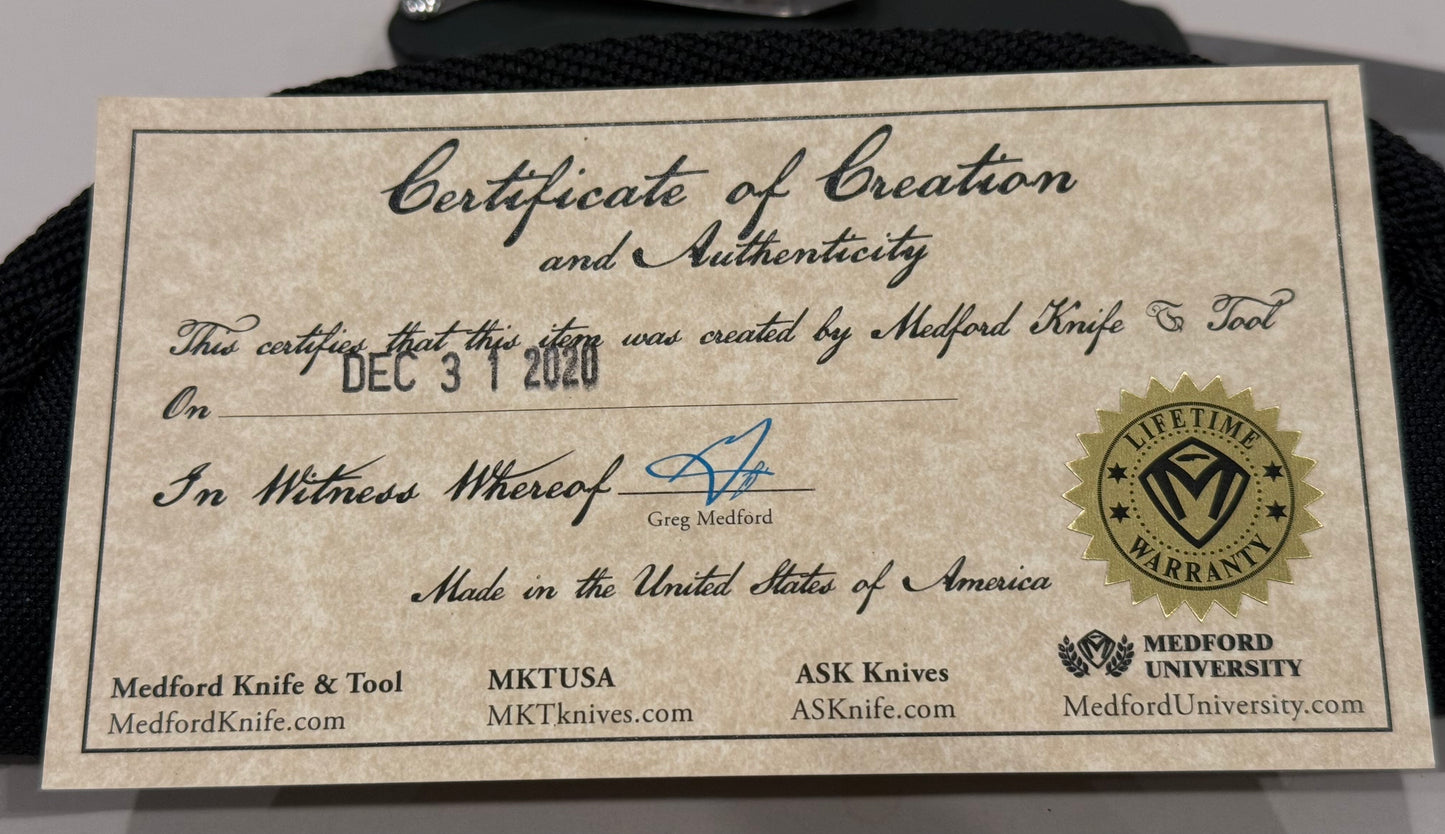 Certificate of Creation
and Authenticity
This certifies that this item was created by Medford Knife & Tool
On DEC 3 1 2020
In Witness Whereof
Greg Medford
Made in the United States of America
LIFETIME
M
WARRANTY
Medford Knife & Tool
MedfordKnife.com
MKTUSA
MKTknives.com
ASK Knives
ASKnife.com
MEDFORD
UNIVERSITY
MedfordUniversity.com